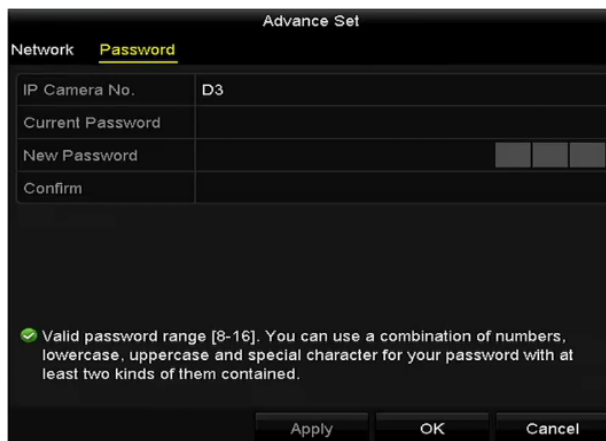 Advance Set
Network Password
IP Camera No. D3
Current Password
New Password
Confirm
Valid password range [8-16]. You can use a combination of numbers,
lowercase, uppercase and special character for your password with at
least two kinds of them contained.
Apply OK Cancel